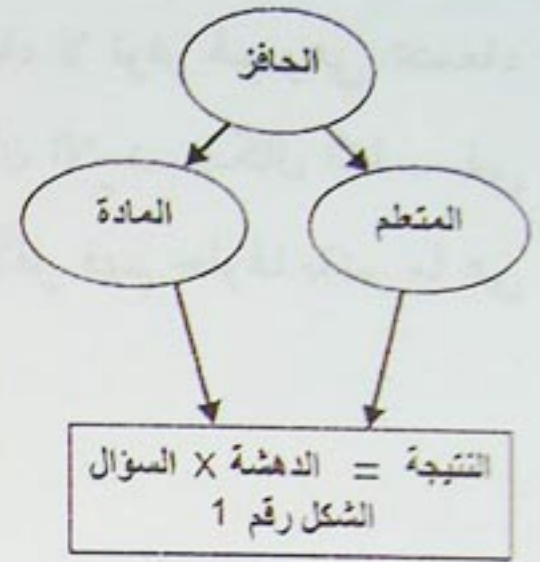 الحافز
المتعلم
المادة
النتيجة = الدهشة × السؤال
الشكل رقم 1